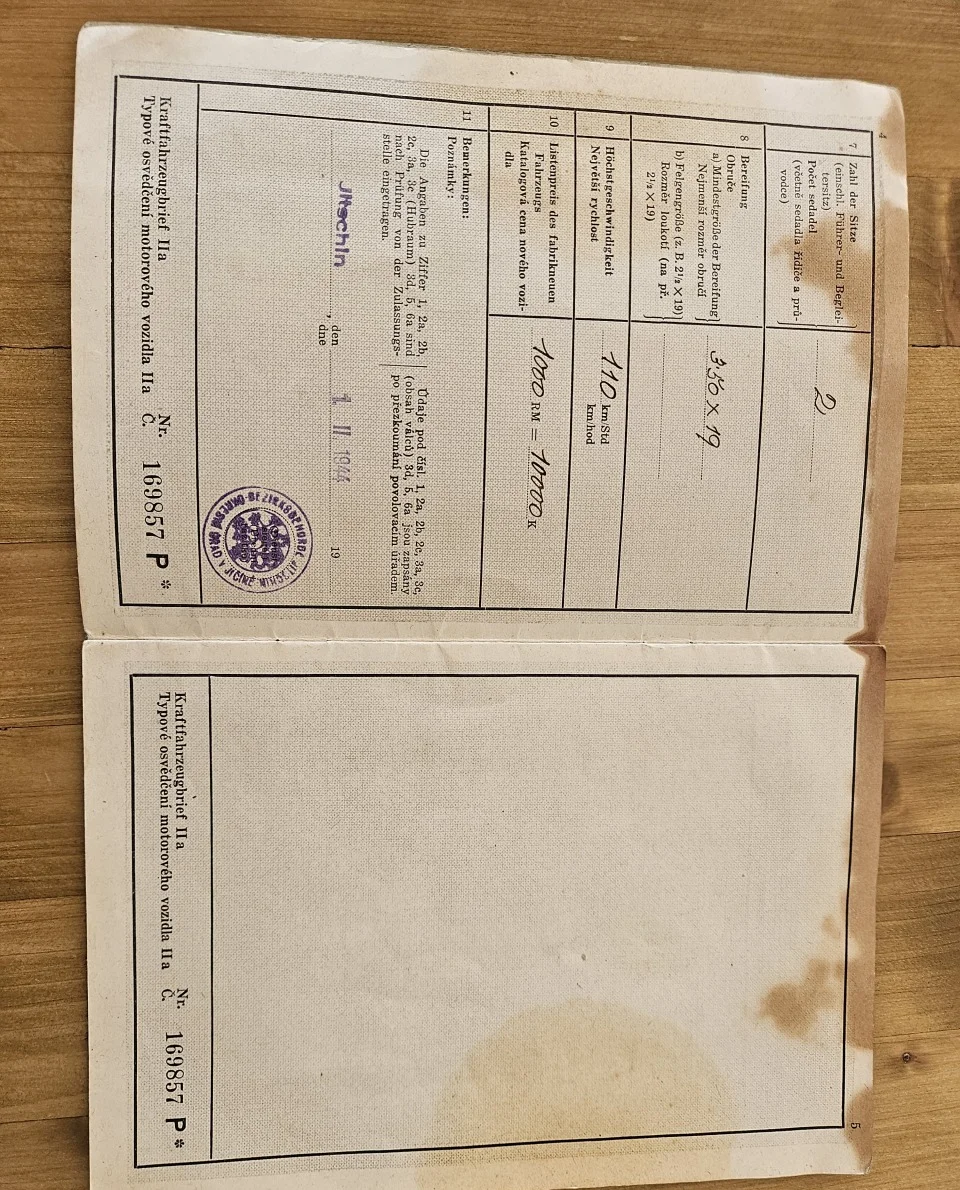 4
7 Zahl der Sitze
(einschl. Führer- und Beglei-
tersitz)
Počet sedadel
(včetně sedadla řidiče a prů-
vodce)
2,
8 Bereifung
Obruče
a) Mindestgröße der Bereifung
Nejmenší rozměr obručí
3.50 × 19
b) Felgengröße (z. B. 2½ × 19)
Rozměr loukotí (na př.
2½ × 19)
9 Höchstgeschwindigkeit
Největší rychlost
110 km/Std
km/hod
10 Listenpreis des fabrikneuen
Fahrzeugs
Katalogová cena nového vozi-
dla
1000 RM = 10000 K
11 Bemerkungen:
Poznámky:
Die Angaben zu Ziffer 1, 2a, 2b,
2c, 3a, 3c (Hubraum) 3d, 5, 6a sind
nach Prüfung von der Zulassungs-
stelle eingetragen.
Údaje pod čísl. 1, 2a, 2b, 2c, 3a, 3c,
(obsah válců) 3d, 5, 6a jsou zapsány
po přezkoumání povolovacím úřadem.
Jitschin, den 1 II 1944 19
dne
BEZIRKSBEHÖRDE
OKRESNÍ ÚŘAD V JIČÍNĚ
Kraftfahrzeugbrief IIa Nr.
Typové osvědčení motorového vozidla IIa Č. 169857 P *
5
Kraftfahrzeugbrief IIa Nr.
Typové osvědčení motorového vozidla IIa Č. 169857 P *